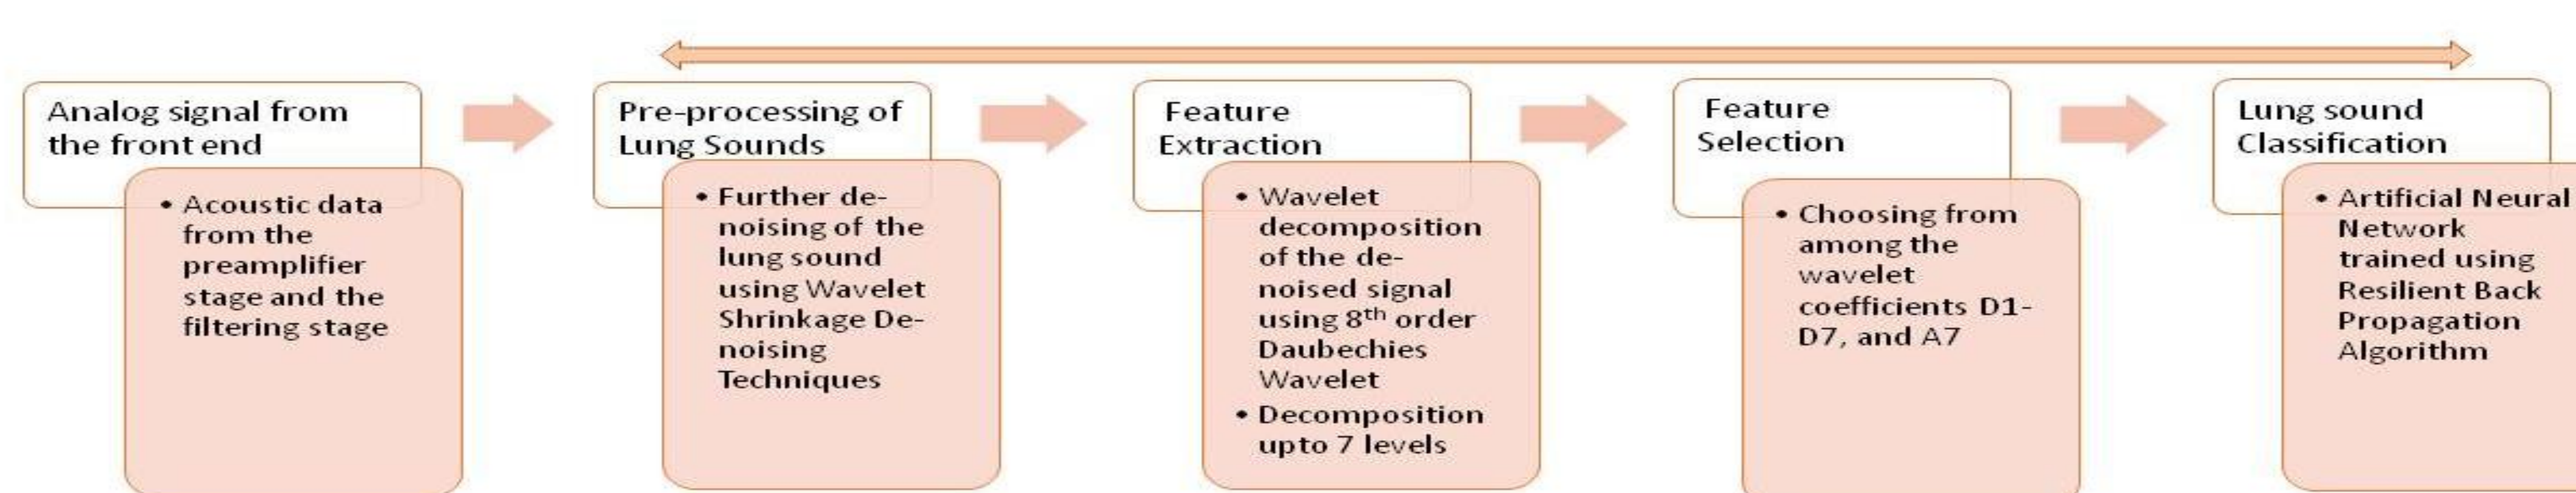 Analog signal from
the front end
• Acoustic data
from the
preamplifier
stage and the
filtering stage
Pre-processing of
Lung Sounds
• Further de-
noising of the
lung sound
using Wavelet
Shrinkage De-
noising
Techniques
Feature
Extraction
• Wavelet
decomposition
of the de-
noised signal
using 8th order
Daubechies
Wavelet
• Decomposition
upto 7 levels
Feature
Selection
• Choosing from
among the
wavelet
coefficients D1-
D7, and A7
Lung sound
Classification
• Artificial Neural
Network
trained using
Resilient Back
Propagation
Algorithm